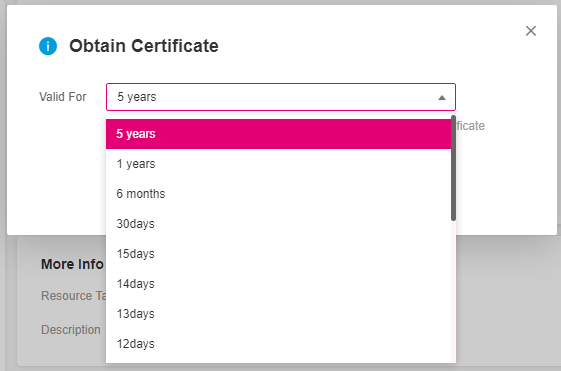 Obtain Certificate
Valid For
5 years
ficate
5 years
1 years
6 months
30days
15days
14days
13days
12days
More Info
Resource Ta
Description